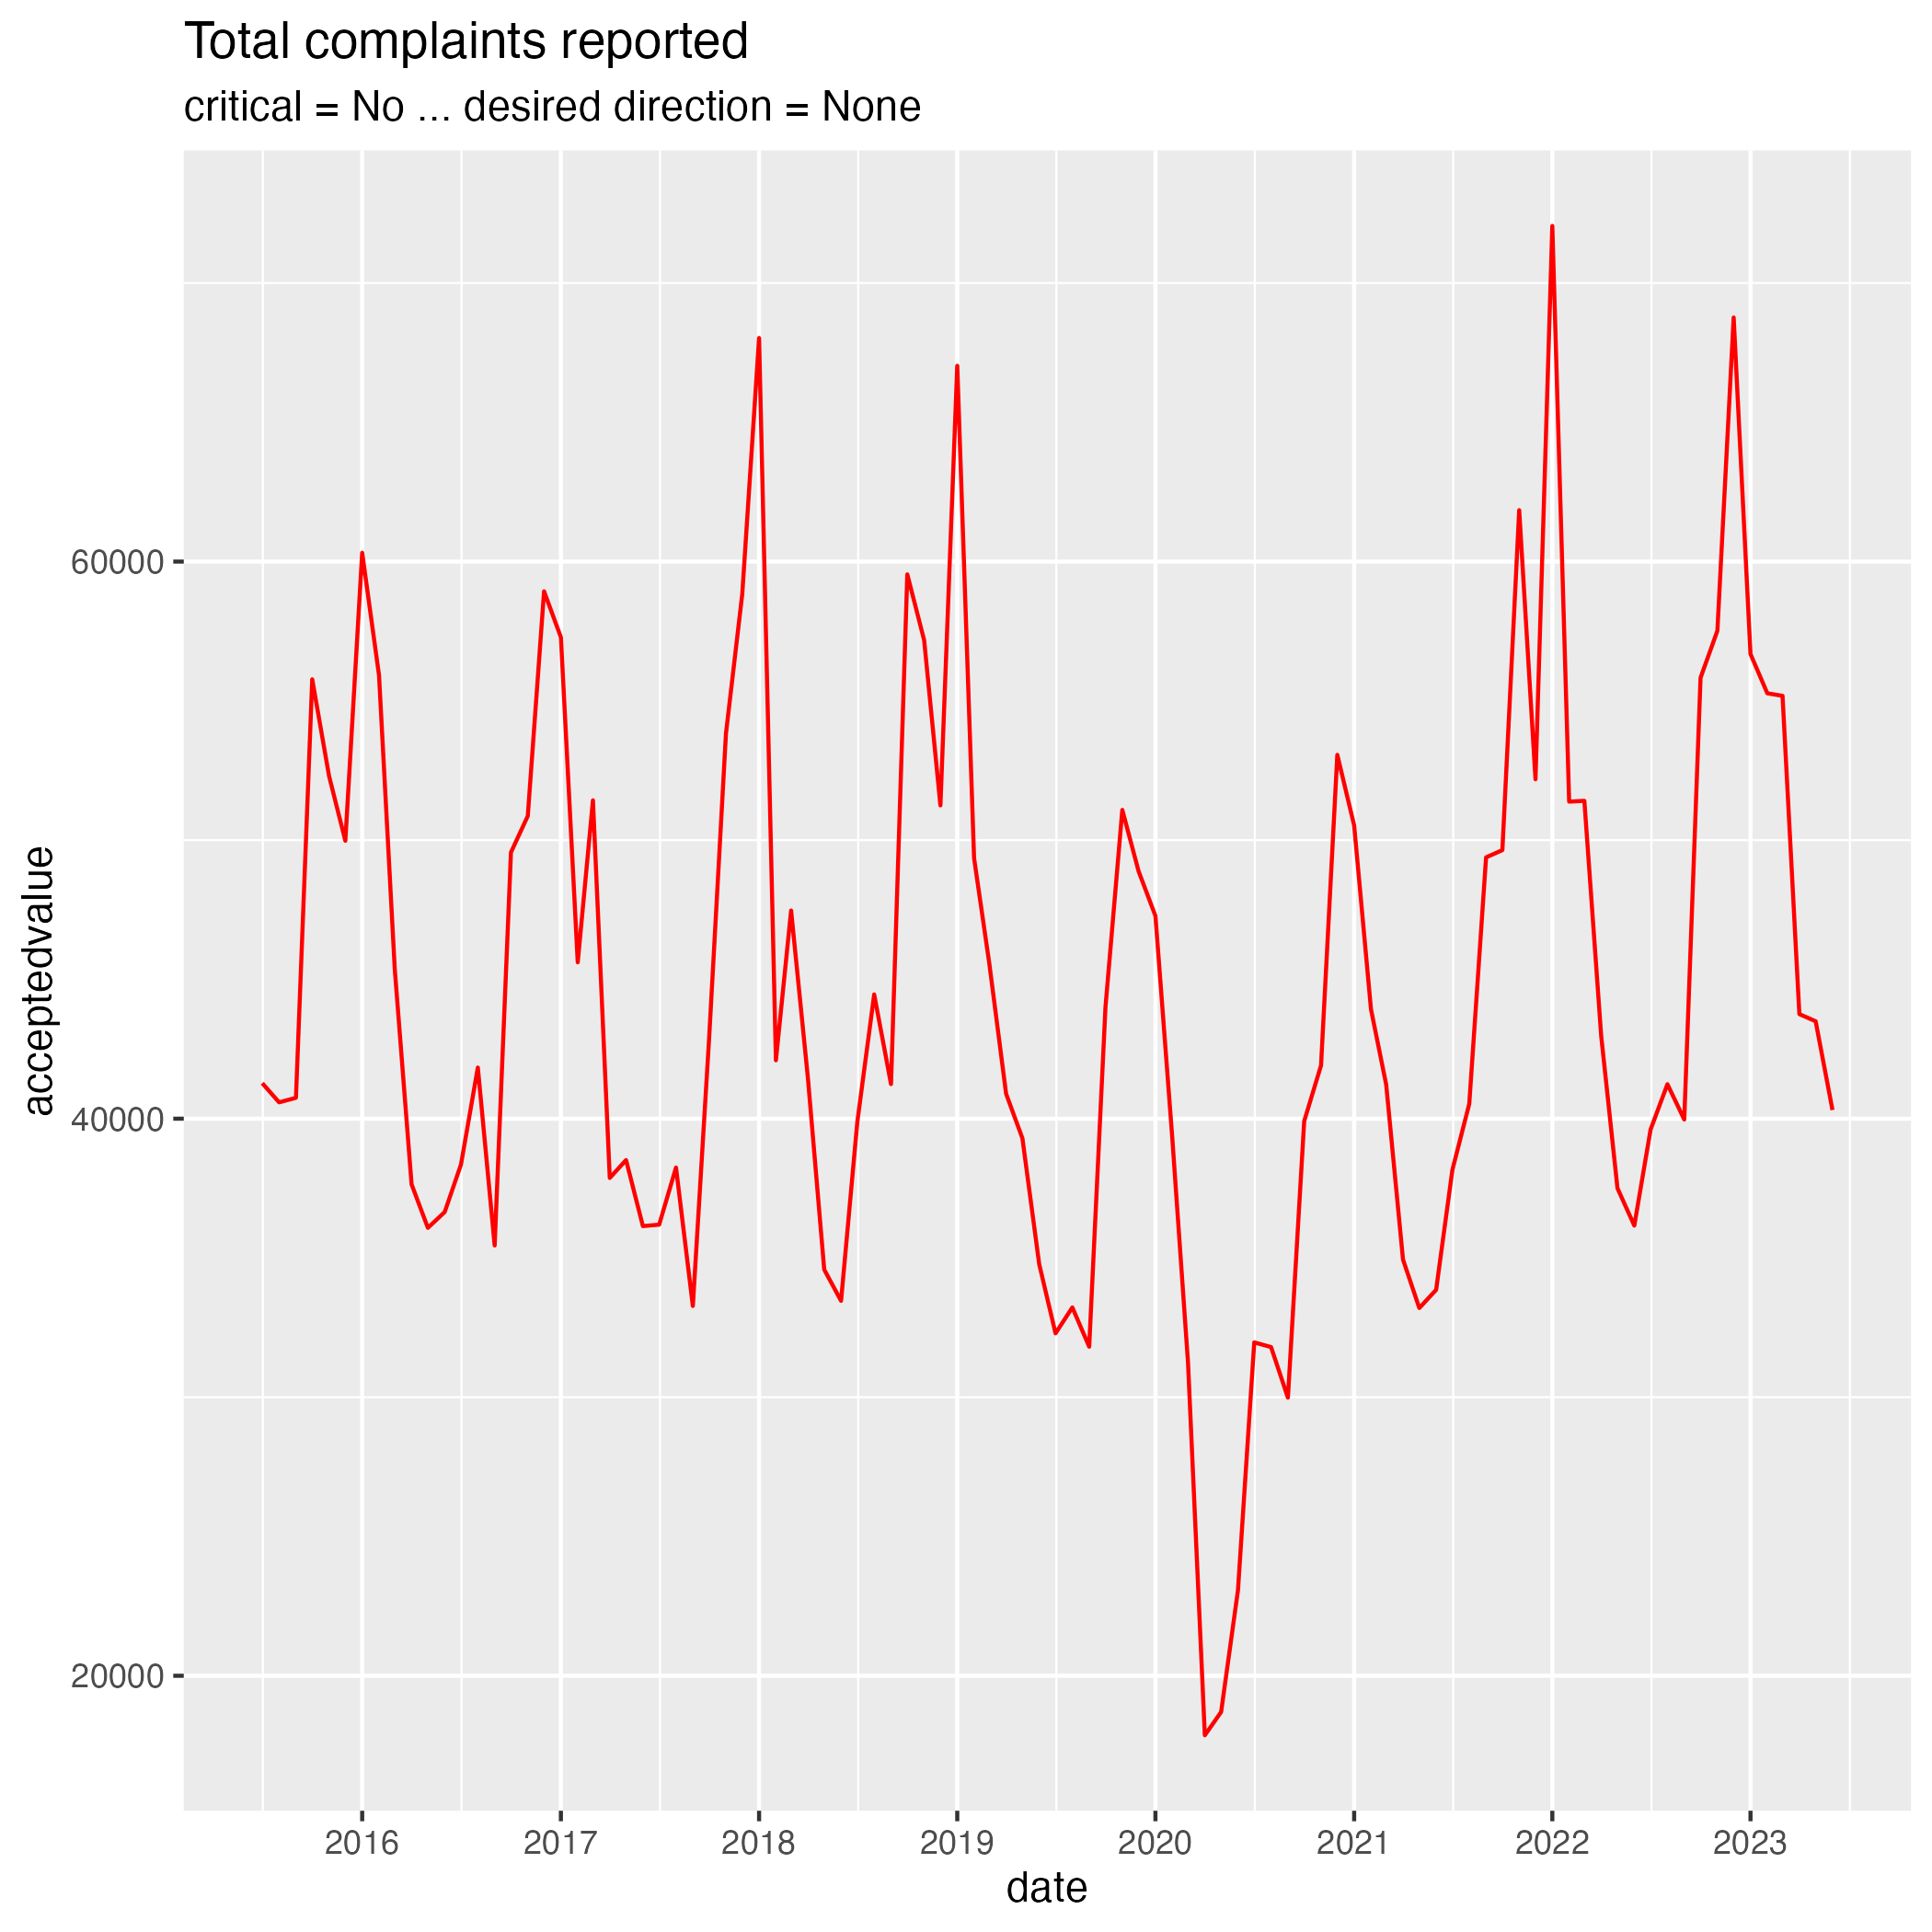 Total complaints reported
critical = No ... desired direction = None
acceptedvalue
60000
40000
20000
2016 2017 2018 2019 2020 2021 2022 2023
date